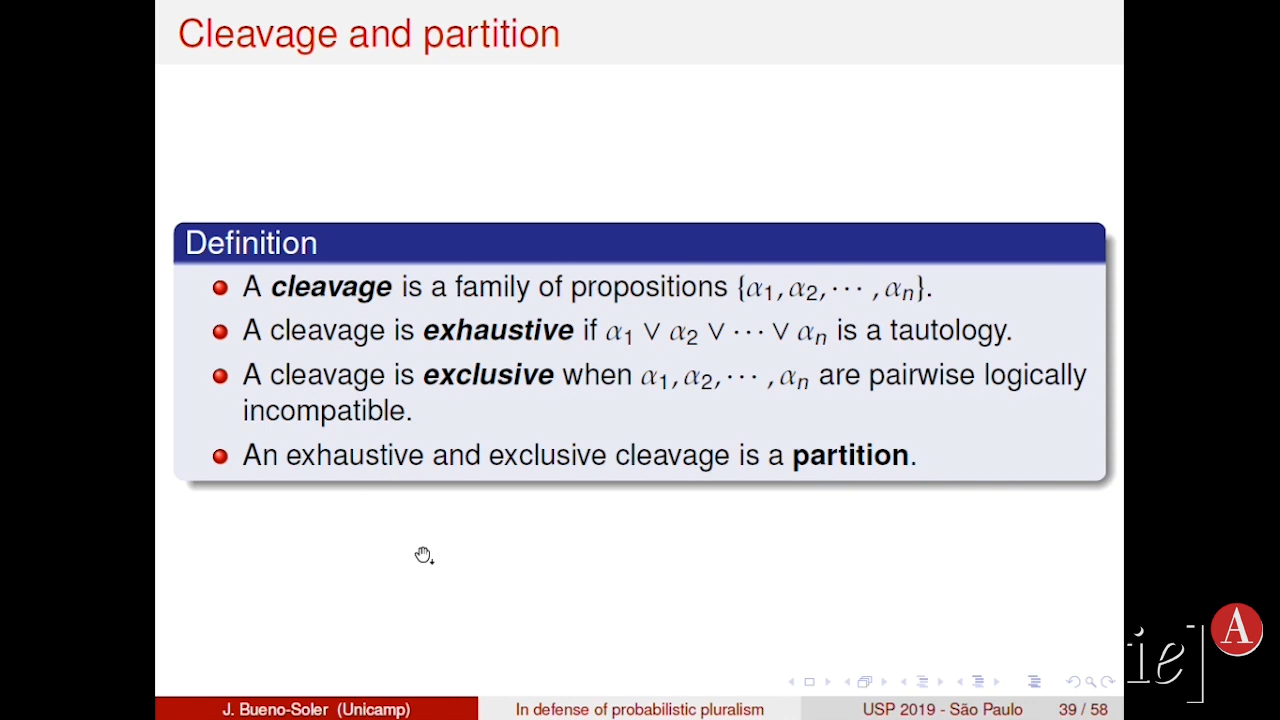 Cleavage and partition
Definition
A cleavage is a family of propositions {α₁, α₂, ⋯ , αₙ}.
A cleavage is exhaustive if α₁ ∨ α₂ ∨ ⋯ ∨ αₙ is a tautology.
A cleavage is exclusive when α₁, α₂, ⋯ , αₙ are pairwise logically
incompatible.
An exhaustive and exclusive cleavage is a partition.
ie]
A
J. Bueno-Soler (Unicamp) In defense of probabilistic pluralism USP 2019 - São Paulo 39 / 58